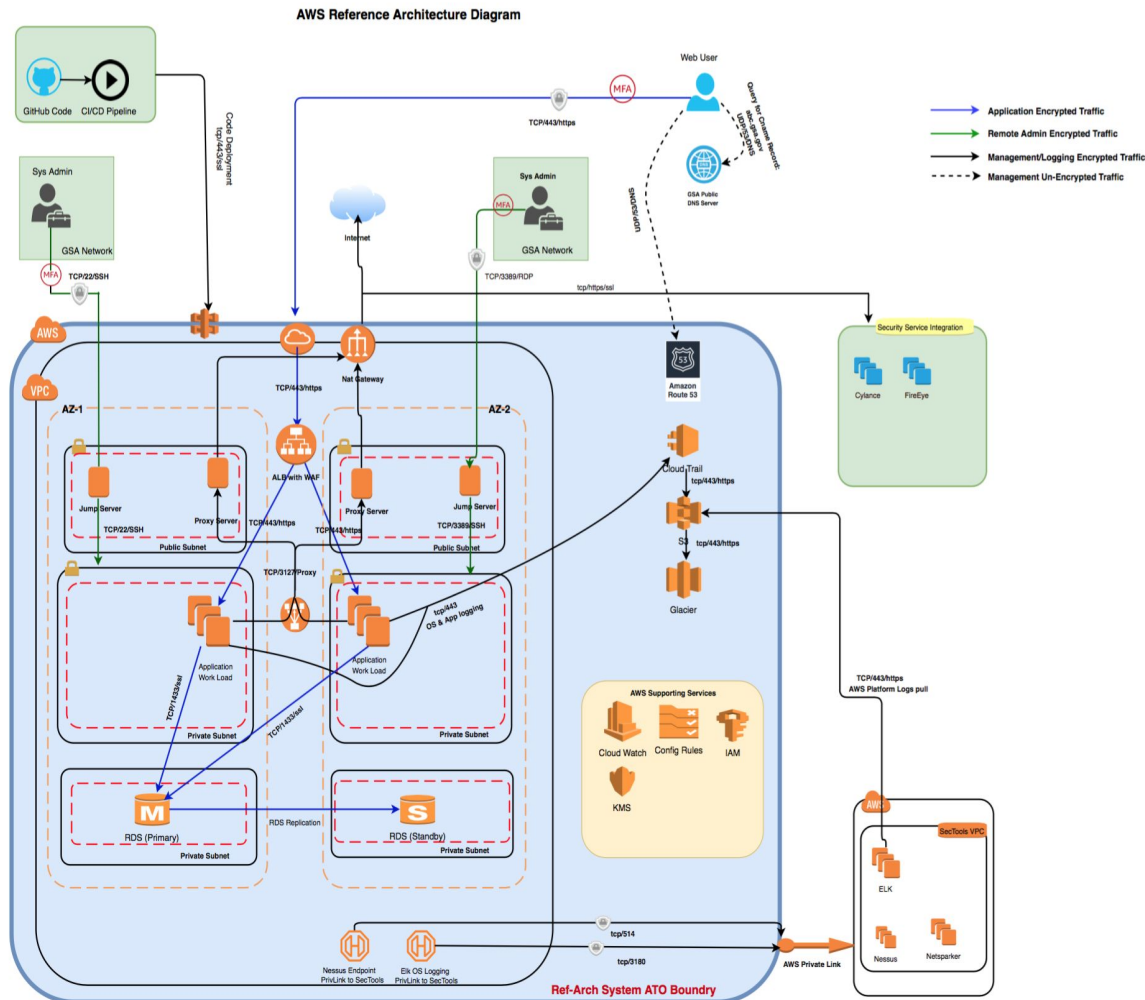 AWS Reference Architecture Diagram
GitHub Code
CI/CD Pipeline
Code Deployment
tcp/443/ssl
Web User
MFA
TCP/443/https
Query for Cname Record:
abc.gsa.gov
UDP/53/DNS
GSA Public
DNS Server
UDP/53/DNS
Application Encrypted Traffic
Remote Admin Encrypted Traffic
Management/Logging Encrypted Traffic
Management Un-Encrypted Traffic
Sys Admin
GSA Network
MFA
TCP/22/SSH
Internet
Sys Admin
MFA
GSA Network
TCP/3389/RDP
tcp/https/ssl
Security Service Integration
Cylance
FireEye
AWS
VPC
Nat Gateway
TCP/443/https
53
Amazon
Route 53
AZ-1
AZ-2
ALB with WAF
Jump Server
Proxy Server
TCP/22/SSH
Public Subnet
TCP/443/https
TCP/443/https
Proxy Server
Jump Server
TCP/3389/SSH
Public Subnet
Cloud Trail
tcp/443/https
S3
tcp/443/https
Glacier
TCP/3127/Proxy
tcp/443
OS & App logging
Application
Work Load
Application
Work Load
TCP/1433/ssl
TCP/1433/ssl
Private Subnet
Private Subnet
M
RDS (Primary)
Private Subnet
RDS Replication
S
RDS (Standby)
Private Subnet
AWS Supporting Services
Cloud Watch
Config Rules
IAM
KMS
TCP/443/https
AWS Platform Logs pull
AWS
SecTools VPC
ELK
Nessus
Netsparker
Nessus Endpoint
PrivLink to SecTools
Elk OS Logging
PrivLink to SecTools
tcp/514
tcp/3180
AWS Private Link
Ref-Arch System ATO Boundry